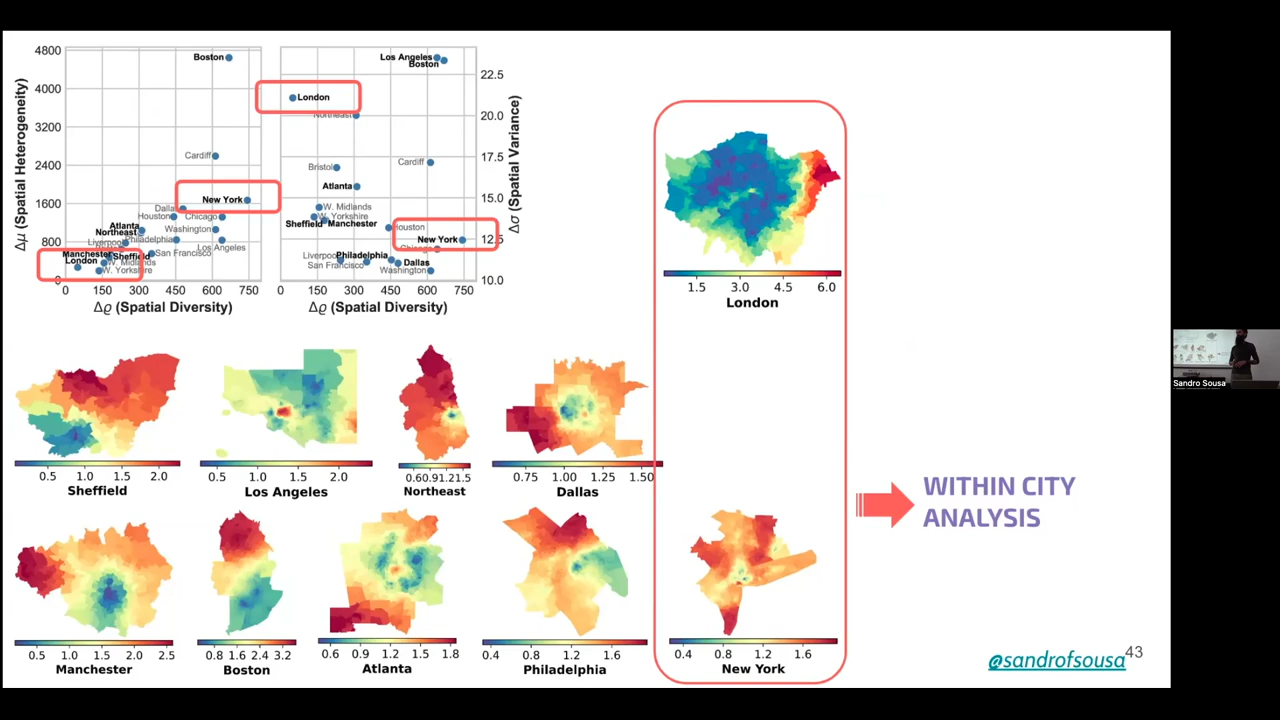 4800
4000
3200
2400
1600
800
0
Δμ (Spatial Heterogeneity)
Boston
Cardiff
New York
Dallas
Houston
Chicago
Atlanta
Washington
Northeast
Liverpool
Philadelphia
Los Angeles
Manchester
Sheffield
San Francisco
London
W. Midlands
W. Yorkshire
0 150 300 450 600 750
Δϱ (Spatial Diversity)
Los Angeles
Boston
London
Northeast
Bristol
Cardiff
Atlanta
W. Midlands
W. Yorkshire
Sheffield
Manchester
Houston
New York
Chicago
Liverpool
Philadelphia
San Francisco
Dallas
Washington
22.5
20.0
17.5
15.0
12.5
10.0
Δσ (Spatial Variance)
0 150 300 450 600 750
Δϱ (Spatial Diversity)
1.5 3.0 4.5 6.0
London
0.5 1.0 1.5 2.0
Sheffield
0.5 1.0 1.5 2.0
Los Angeles
0.60.91.21.5
Northeast
0.75 1.00 1.25 1.50
Dallas
0.5 1.0 1.5 2.0 2.5
Manchester
0.8 1.6 2.4 3.2
Boston
0.6 0.9 1.2 1.5 1.8
Atlanta
0.4 0.8 1.2 1.6
Philadelphia
0.4 0.8 1.2 1.6
New York
WITHIN CITY
ANALYSIS
@sandrofsousa
43
Sandro Sousa